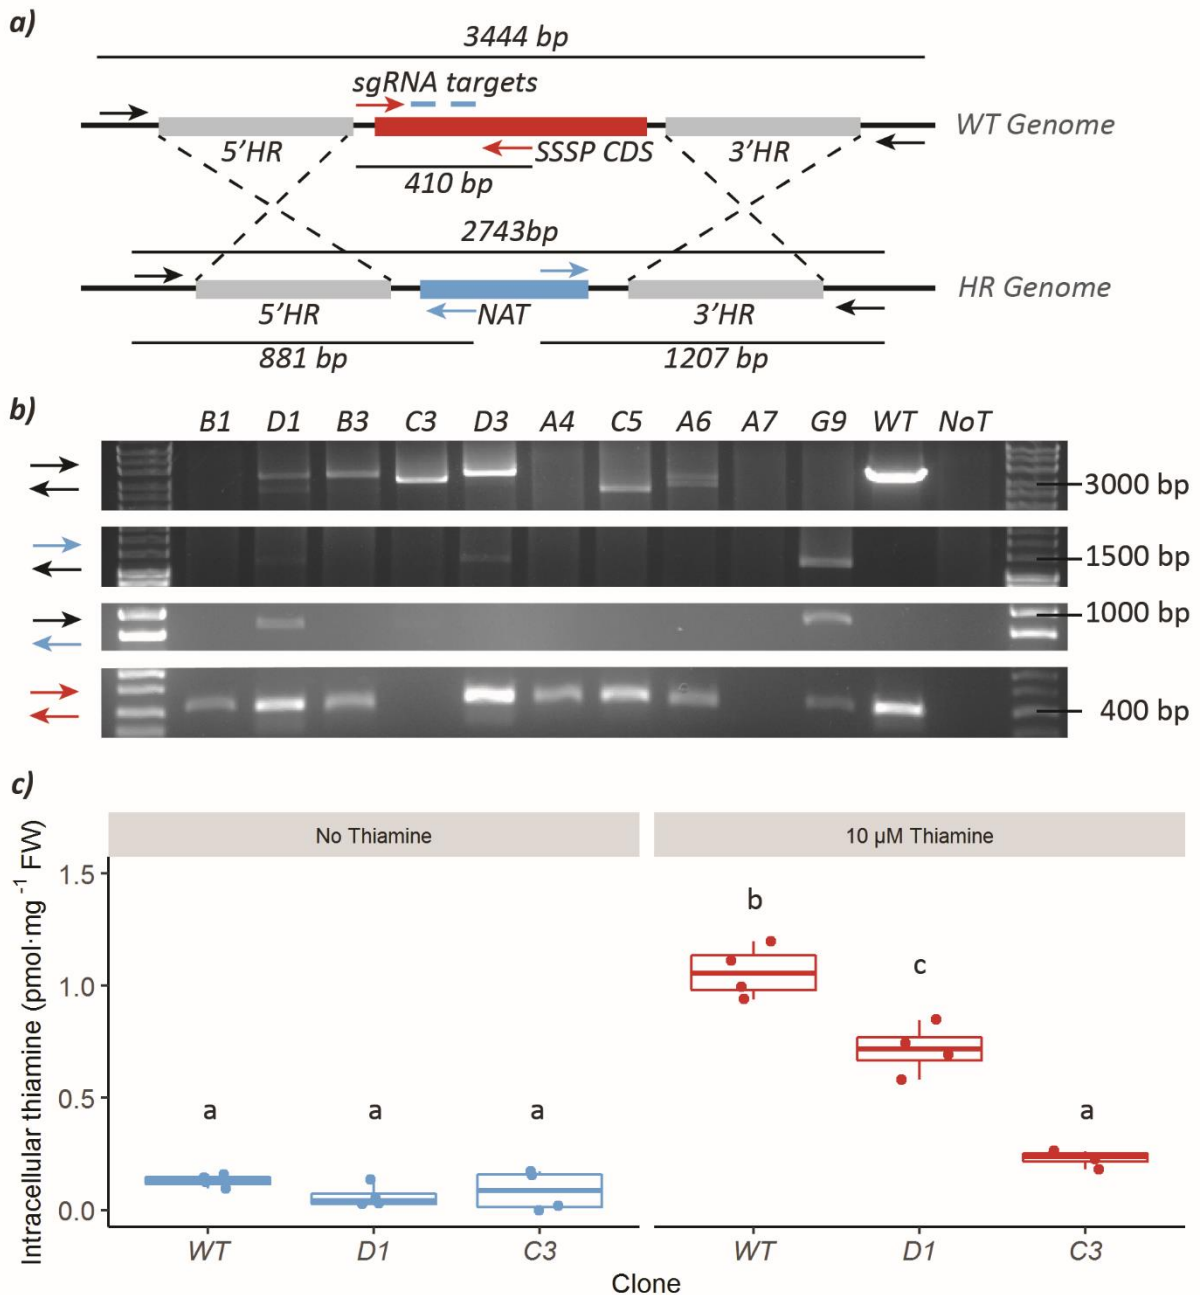 a)
3444 bp
sgRNA targets
WT Genome
5'HR
SSSP CDS
3'HR
410 bp
2743bp
HR Genome
5'HR
NAT
3'HR
881 bp
1207 bp
b)
B1 D1 B3 C3 D3 A4 C5 A6 A7 G9 WT NoT
3000 bp
1500 bp
1000 bp
400 bp
c)
No Thiamine
10 µM Thiamine
Intracellular thiamine (pmol·mg⁻¹ FW)
1.5
1.0
0.5
0.0
b
c
a
a
a
a
WT D1 C3 WT D1 C3
Clone